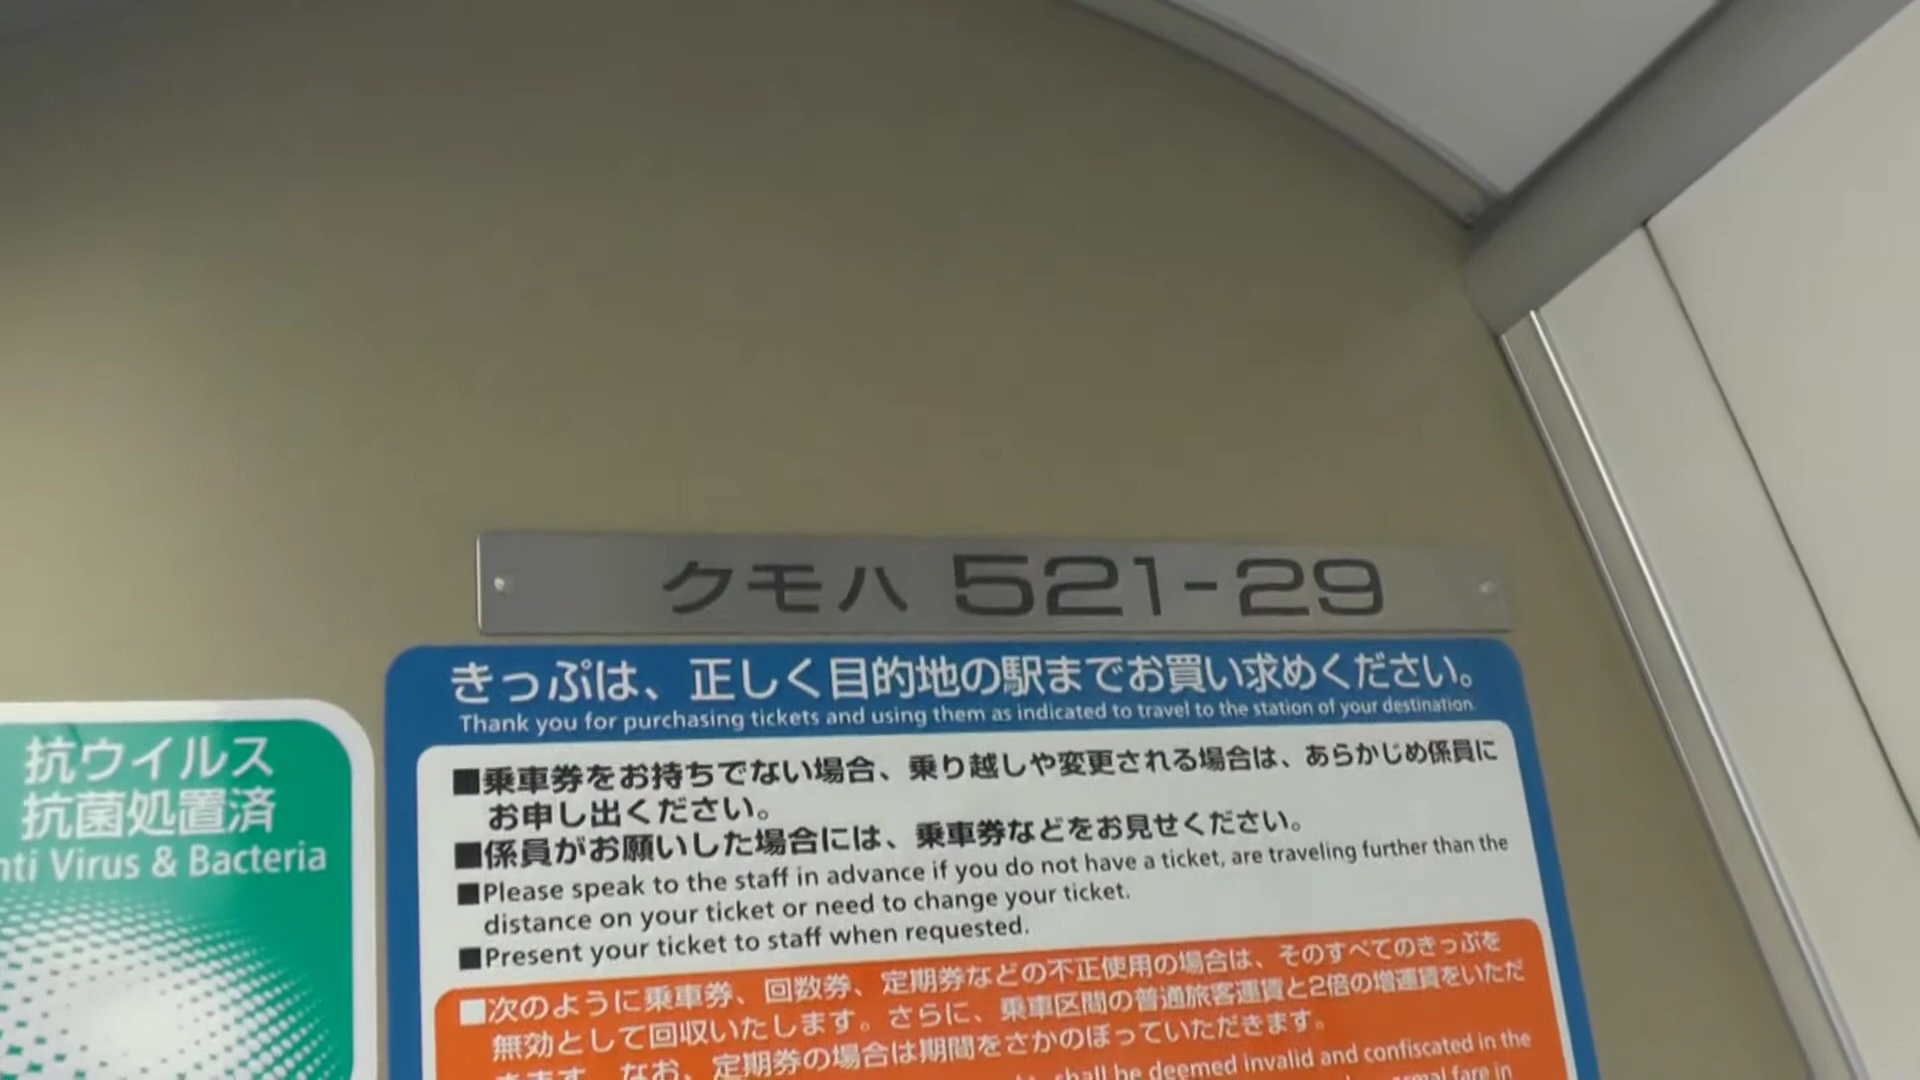 クモハ 521-29
きっぷは、正しく目的地の駅までお買い求めください。
Thank you for purchasing tickets and using them as indicated to travel to the station of your destination.
■乗車券をお持ちでない場合、乗り越しや変更される場合は、あらかじめ係員に
お申し出ください。
■係員がお願いした場合には、乗車券などをお見せください。
■Please speak to the staff in advance if you do not have a ticket, are traveling further than the
distance on your ticket or need to change your ticket.
■Present your ticket to staff when requested.
■次のように乗車券、回数券、定期券などの不正使用の場合は、そのすべてのきっぷを
無効として回収いたします。さらに、乗車区間の普通旅客運賃と2倍の増運賃をいただ
きます。なお、定期券の場合は期間をさかのぼっていただきます。
shall be deemed invalid and confiscated in the
fare in
抗ウイルス
抗菌処置済
nti Virus & Bacteria